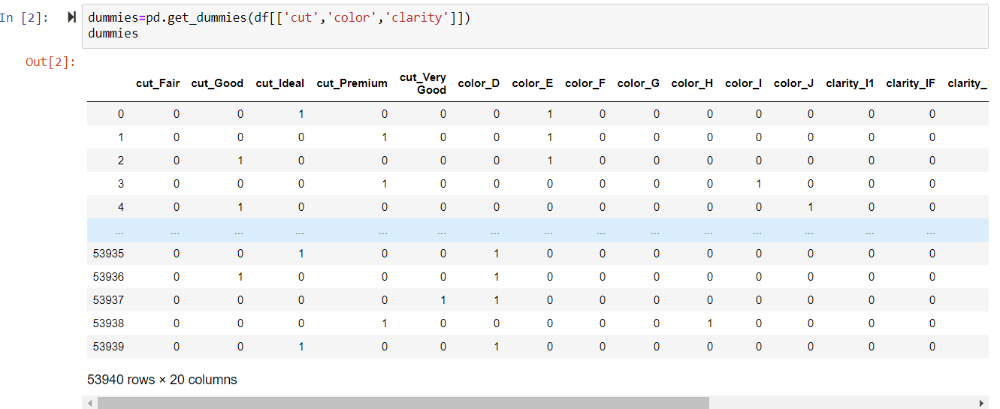 In [2]:
dummies=pd.get_dummies(df[['cut','color','clarity']])
dummies
Out[2]:
cut_Fair cut_Good cut_Ideal cut_Premium cut_Very Good color_D color_E color_F color_G color_H color_I color_J clarity_I1 clarity_IF clarity_
0 0 0 1 0 0 0 1 0 0 0 0 0 0 0
1 0 0 0 1 0 0 1 0 0 0 0 0 0 0
2 0 1 0 0 0 0 1 0 0 0 0 0 0 0
3 0 0 0 1 0 0 0 0 0 0 1 0 0 0
4 0 1 0 0 0 0 0 0 0 0 0 1 0 0
... ... ... ... ... ... ... ... ... ... ... ... ... ... ...
53935 0 0 1 0 0 1 0 0 0 0 0 0 0 0
53936 0 1 0 0 0 1 0 0 0 0 0 0 0 0
53937 0 0 0 0 1 1 0 0 0 0 0 0 0 0
53938 0 0 0 1 0 0 0 0 0 1 0 0 0 0
53939 0 0 1 0 0 1 0 0 0 0 0 0 0 0
53940 rows × 20 columns